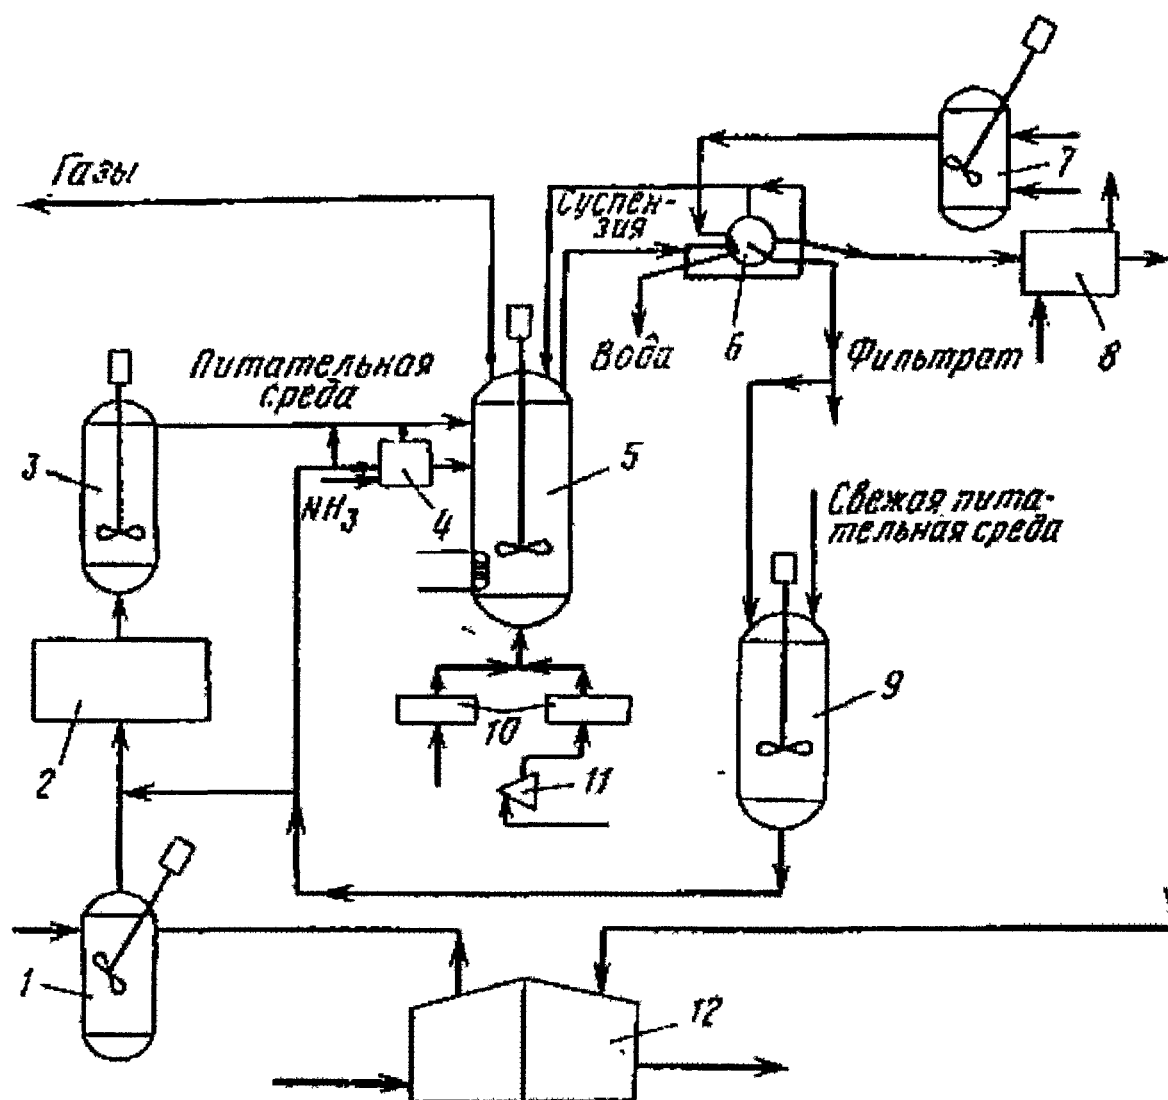 Газы
Суспен-
зия
7
6
Вода
Фильтрат
8
Питательная
среда
3
5
NH3
4
Свежая пита-
тельная среда
9
2
10
11
1
12